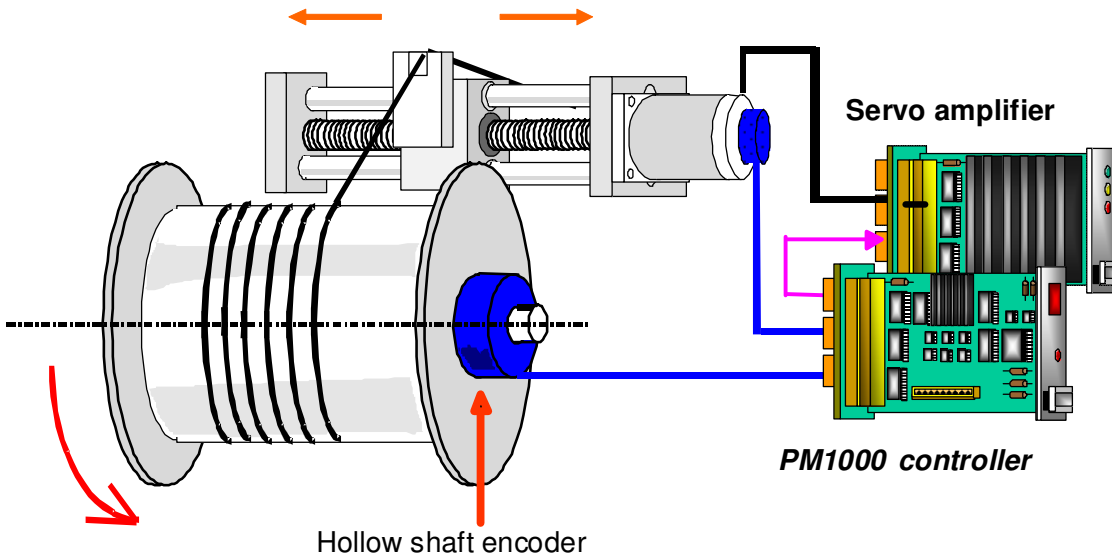 Servo amplifier
PM1000 controller
Hollow shaft encoder